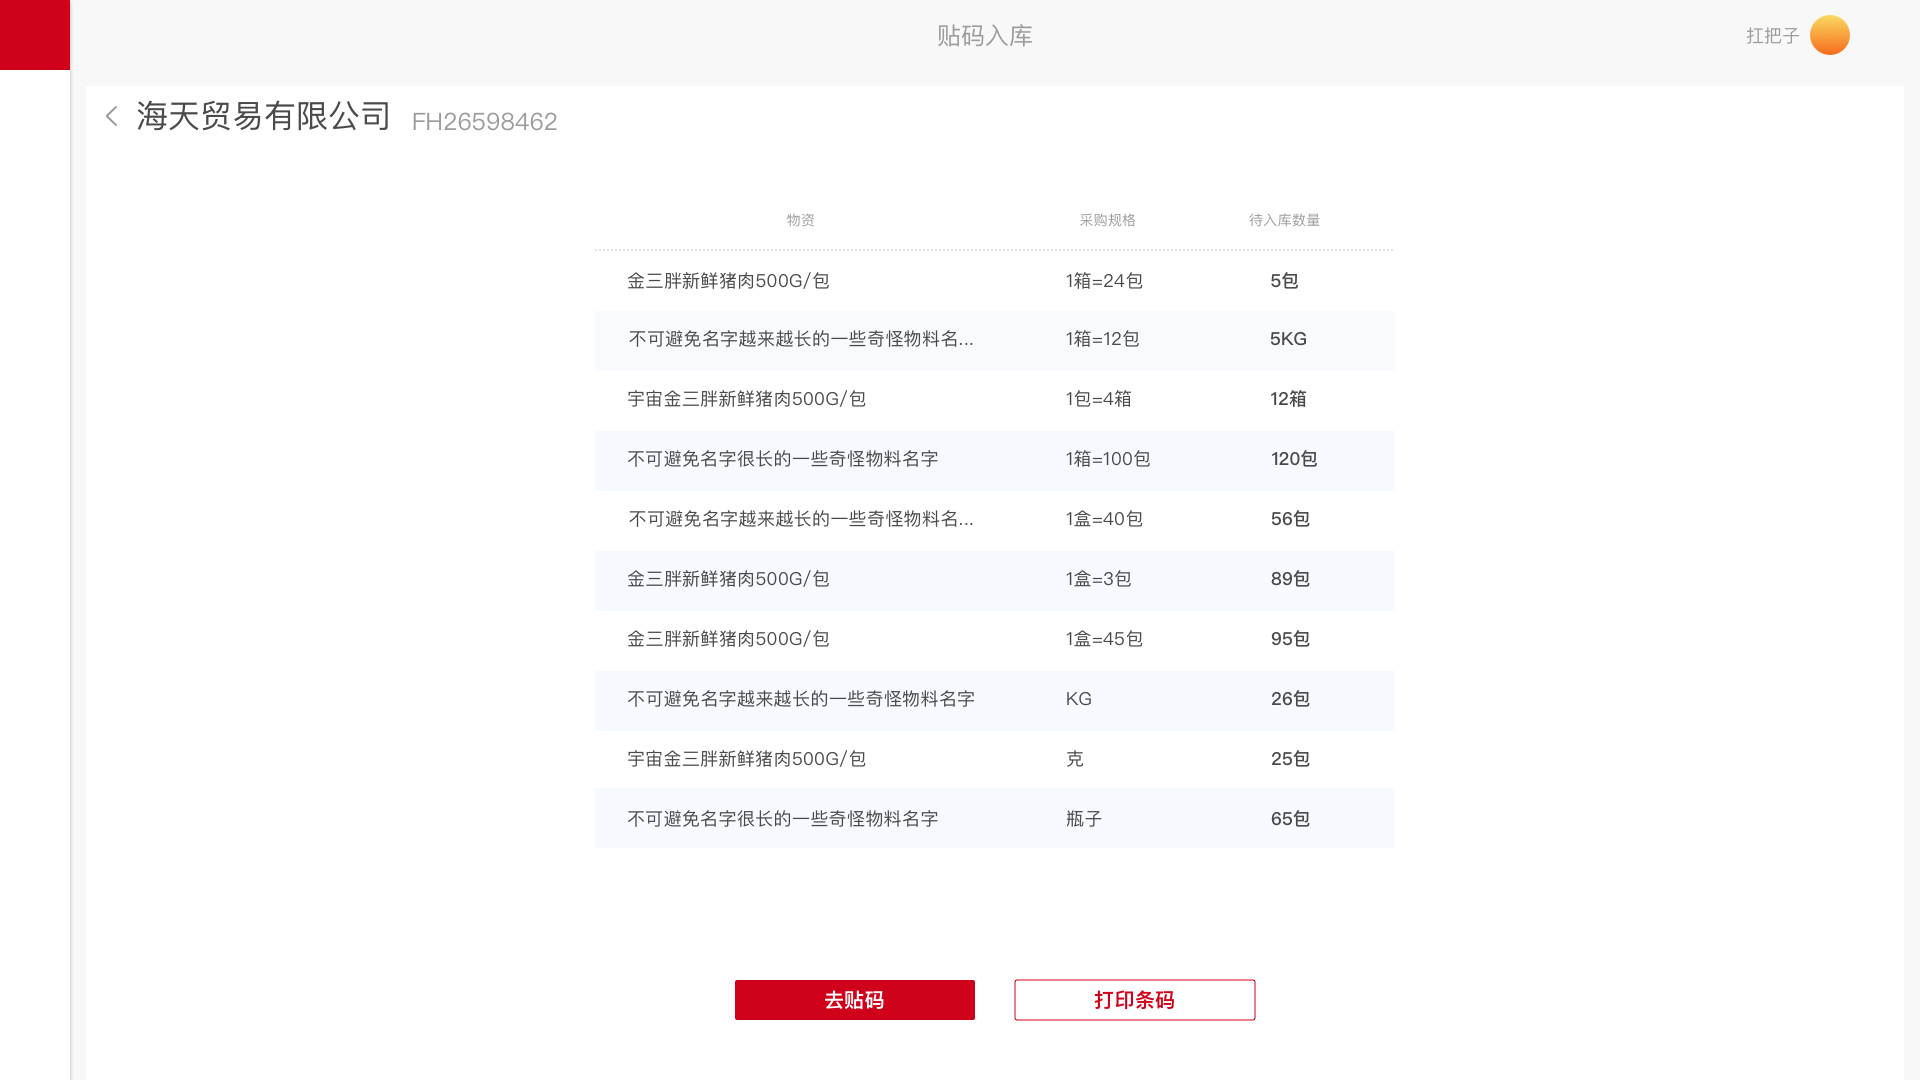 贴码入库
扛把子
海天贸易有限公司 FH26598462
物资 采购规格 待入库数量
金三胖新鲜猪肉500G/包 1箱=24包 5包
不可避免名字越来越长的一些奇怪物料名... 1箱=12包 5KG
宇宙金三胖新鲜猪肉500G/包 1包=4箱 12箱
不可避免名字很长的一些奇怪物料名字 1箱=100包 120包
不可避免名字越来越长的一些奇怪物料名... 1盒=40包 56包
金三胖新鲜猪肉500G/包 1盒=3包 89包
金三胖新鲜猪肉500G/包 1盒=45包 95包
不可避免名字越来越长的一些奇怪物料名字 KG 26包
宇宙金三胖新鲜猪肉500G/包 克 25包
不可避免名字很长的一些奇怪物料名字 瓶子 65包
去贴码 打印条码